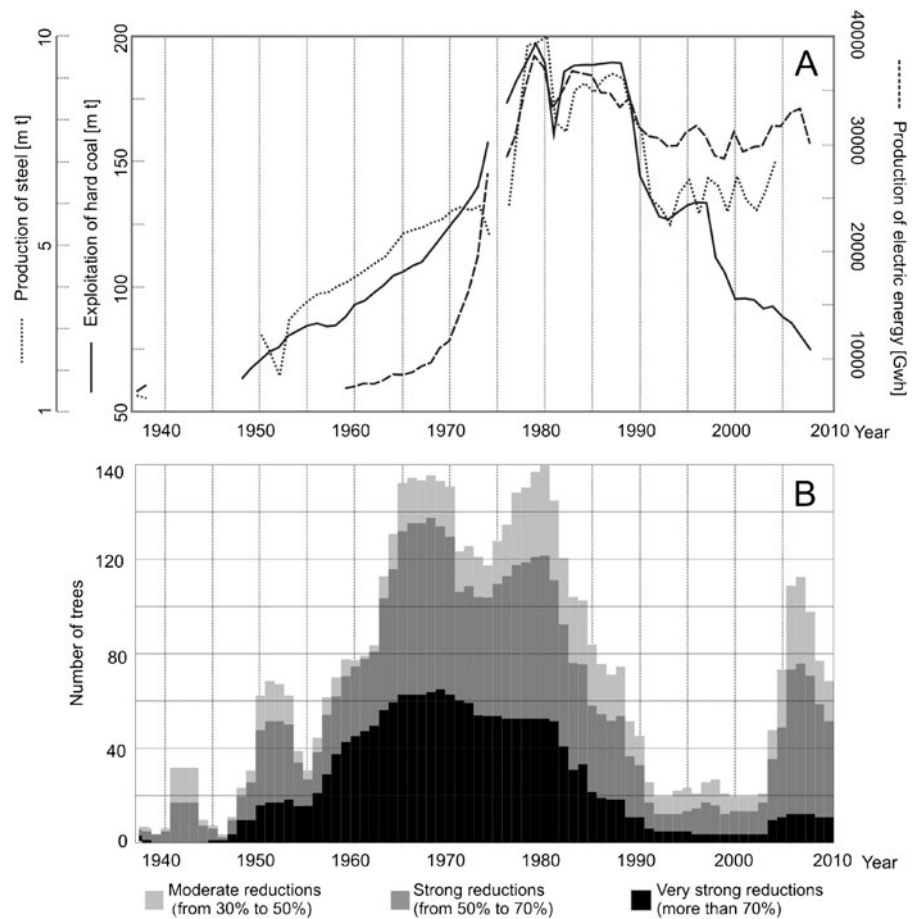 Production of steel [m t]
10
5
1
Exploitation of hard coal [m t]
200
150
100
50
A
40000
30000
20000
10000
Production of electric energy [Gwh]
1940 1950 1960 1970 1980 1990 2000 2010 Year
B
Number of trees
140
120
80
40
0
1940 1950 1960 1970 1980 1990 2000 2010 Year
Moderate reductions
(from 30% to 50%)
Strong reductions
(from 50% to 70%)
Very strong reductions
(more than 70%)